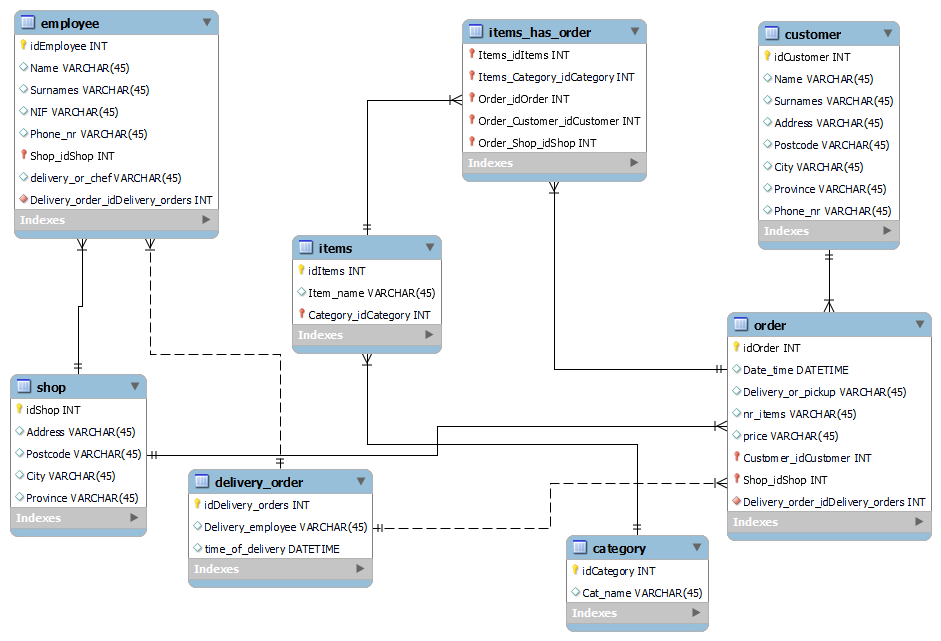 employee
idEmployee INT
Name VARCHAR(45)
Surnames VARCHAR(45)
NIF VARCHAR(45)
Phone_nr VARCHAR(45)
Shop_idShop INT
delivery_or_chef VARCHAR(45)
Delivery_order_idDelivery_orders INT
Indexes
items_has_order
Items_idItems INT
Items_Category_idCategory INT
Order_idOrder INT
Order_Customer_idCustomer INT
Order_Shop_idShop INT
Indexes
customer
idCustomer INT
Name VARCHAR(45)
Surnames VARCHAR(45)
Address VARCHAR(45)
Postcode VARCHAR(45)
City VARCHAR(45)
Province VARCHAR(45)
Phone_nr VARCHAR(45)
Indexes
items
idItems INT
Item_name VARCHAR(45)
Category_idCategory INT
Indexes
order
idOrder INT
Date_time DATETIME
Delivery_or_pickup VARCHAR(45)
nr_items VARCHAR(45)
price VARCHAR(45)
Customer_idCustomer INT
Shop_idShop INT
Delivery_order_idDelivery_orders INT
Indexes
shop
idShop INT
Address VARCHAR(45)
Postcode VARCHAR(45)
City VARCHAR(45)
Province VARCHAR(45)
Indexes
delivery_order
idDelivery_orders INT
Delivery_employee VARCHAR(45)
time_of_delivery DATETIME
Indexes
category
idCategory INT
Cat_name VARCHAR(45)
Indexes